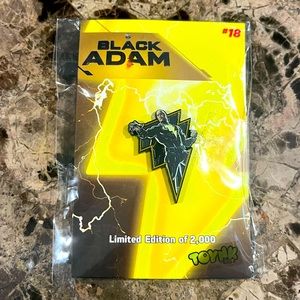 #18
BLACK
ADAM
Limited Edition of 2,000
TOYNK